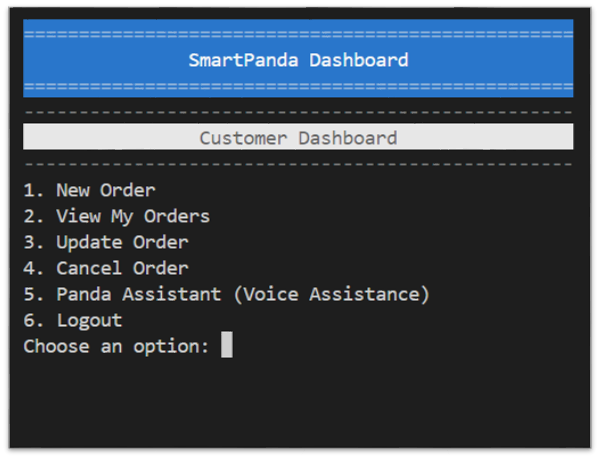 ==================================================
SmartPanda Dashboard
==================================================
--------------------------------------------------
Customer Dashboard
--------------------------------------------------
1. New Order
2. View My Orders
3. Update Order
4. Cancel Order
5. Panda Assistant (Voice Assistance)
6. Logout
Choose an option: